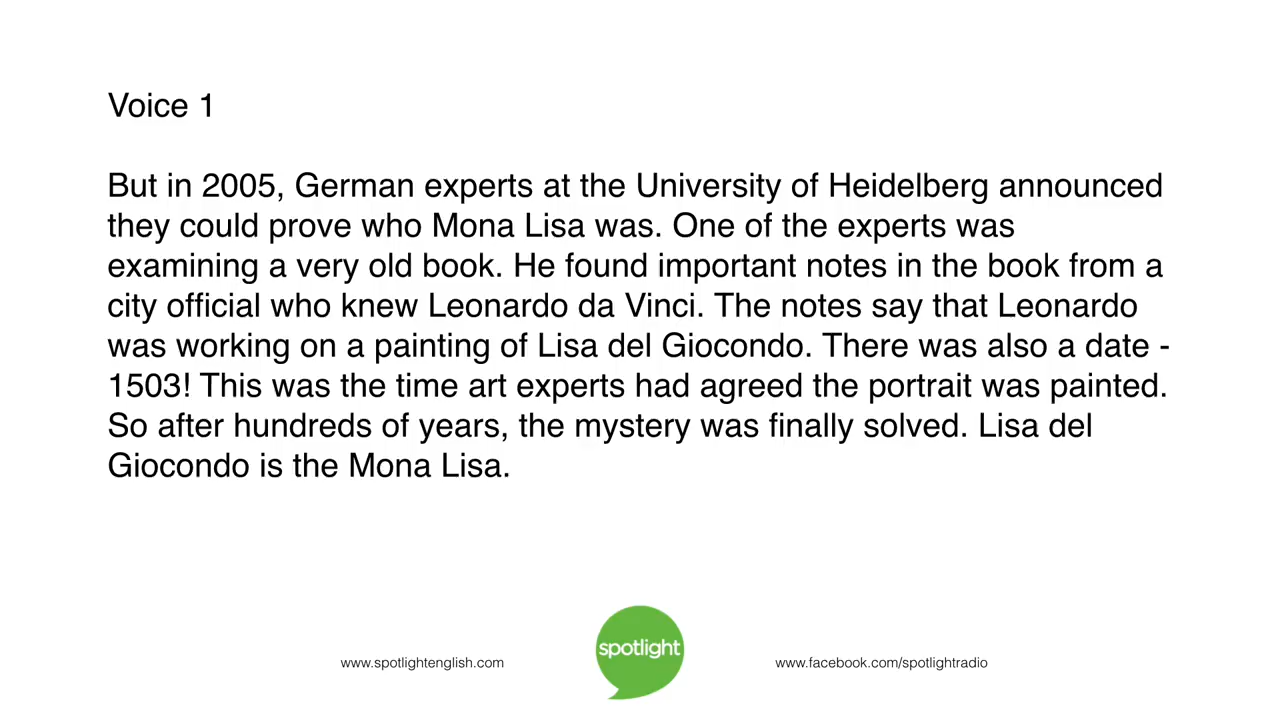 Voice 1
But in 2005, German experts at the University of Heidelberg announced
they could prove who Mona Lisa was. One of the experts was
examining a very old book. He found important notes in the book from a
city official who knew Leonardo da Vinci. The notes say that Leonardo
was working on a painting of Lisa del Giocondo. There was also a date -
1503! This was the time art experts had agreed the portrait was painted.
So after hundreds of years, the mystery was finally solved. Lisa del
Giocondo is the Mona Lisa.
www.spotlightenglish.com
spotlight
www.facebook.com/spotlightradio